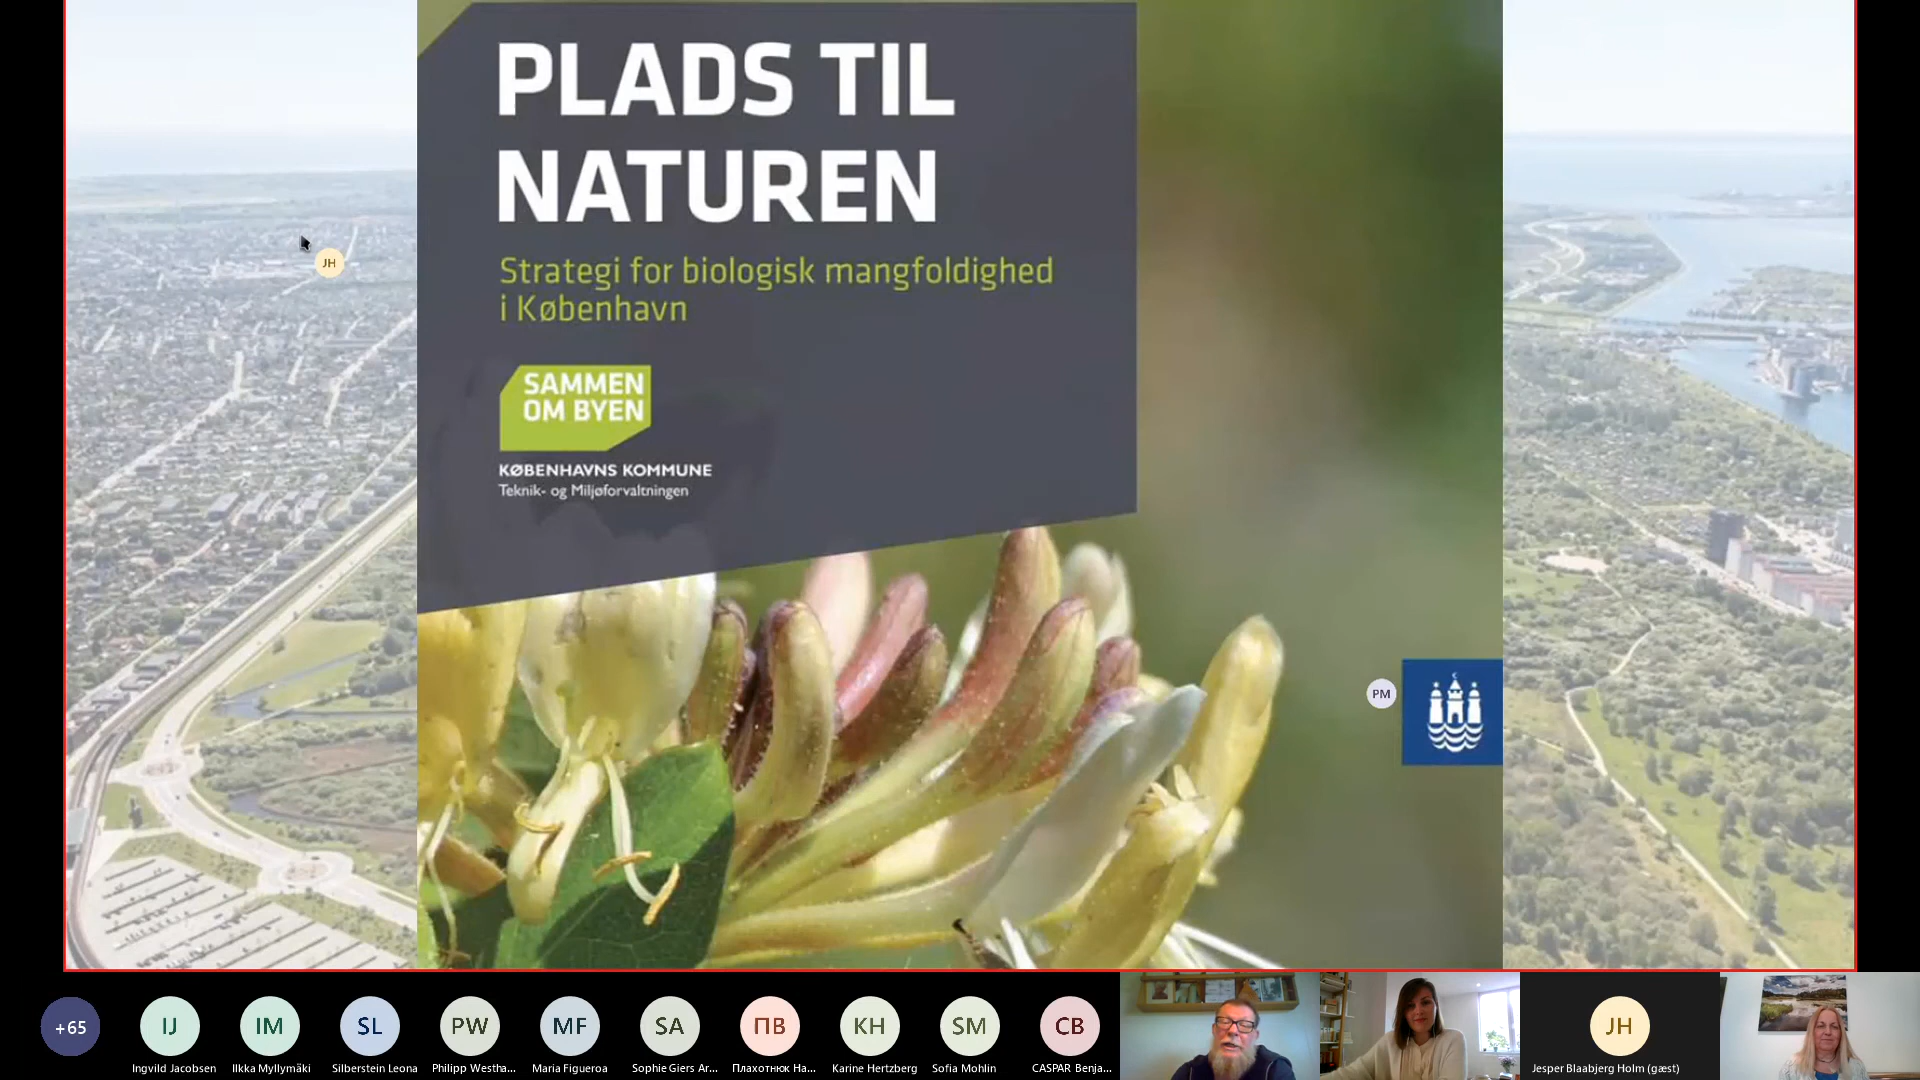 PLADS TIL
NATUREN
Strategi for biologisk mangfoldighed
i København
SAMMEN
OM BYEN
KØBENHAVNS KOMMUNE
Teknik- og Miljøforvaltningen
JH
PM
+65
IJ
IM
SL
PW
MF
SA
ПВ
KH
SM
CB
JH
Ingvild Jacobsen
Ilkka Myllymäki
Silberstein Leona
Philipp Westha...
Maria Figueroa
Sophie Giers Ar...
Плахотнюк На...
Karine Hertzberg
Sofia Mohlin
CASPAR Benja...
Jesper Blaabjerg Holm (gæst)